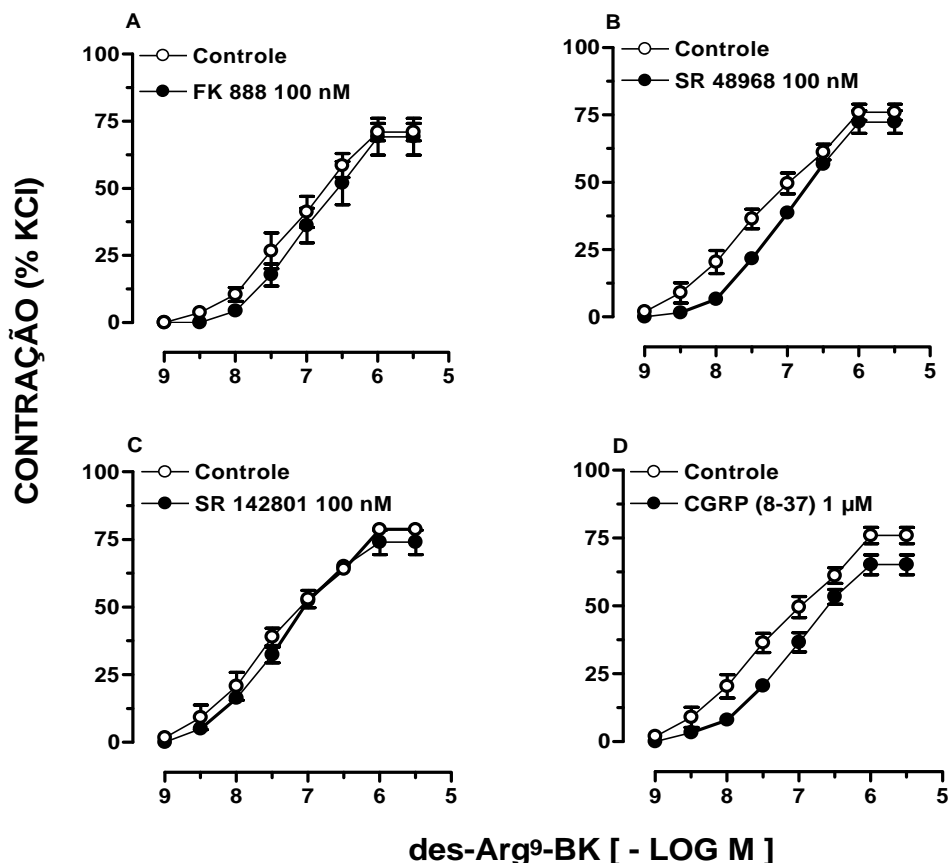 A
Controle
FK 888 100 nM
100
75
50
25
0
9 8 7 6 5
B
Controle
SR 48968 100 nM
100
75
50
25
0
9 8 7 6 5
CONTRAÇÃO (% KCl)
C
Controle
SR 142801 100 nM
100
75
50
25
0
9 8 7 6 5
D
Controle
CGRP (8-37) 1 µM
100
75
50
25
0
9 8 7 6 5
des-Arg⁹-BK [ - LOG M ]